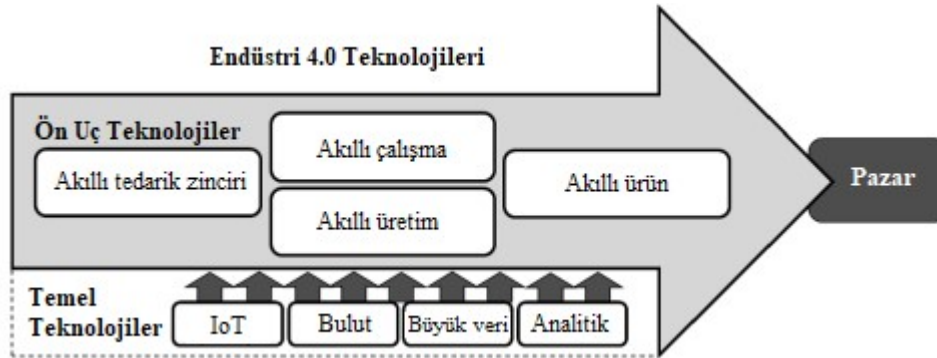 Endüstri 4.0 Teknolojileri
Ön Uç Teknolojiler
Akıllı tedarik zinciri
Akıllı çalışma
Akıllı üretim
Akıllı ürün
Pazar
Temel
Teknolojiler
IoT
Bulut
Büyük veri
Analitik